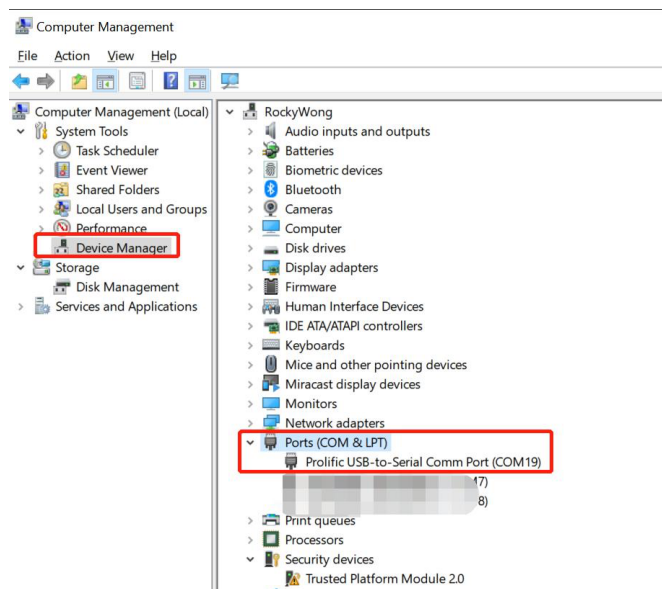 Computer Management
File Action View Help
Computer Management (Local)
System Tools
Task Scheduler
Event Viewer
Shared Folders
Local Users and Groups
Performance
Device Manager
Storage
Disk Management
Services and Applications
RockyWong
Audio inputs and outputs
Batteries
Biometric devices
Bluetooth
Cameras
Computer
Disk drives
Display adapters
Firmware
Human Interface Devices
IDE ATA/ATAPI controllers
Keyboards
Mice and other pointing devices
Miracast display devices
Monitors
Network adapters
Ports (COM & LPT)
Prolific USB-to-Serial Comm Port (COM19)
8)
Print queues
Processors
Security devices
Trusted Platform Module 2.0